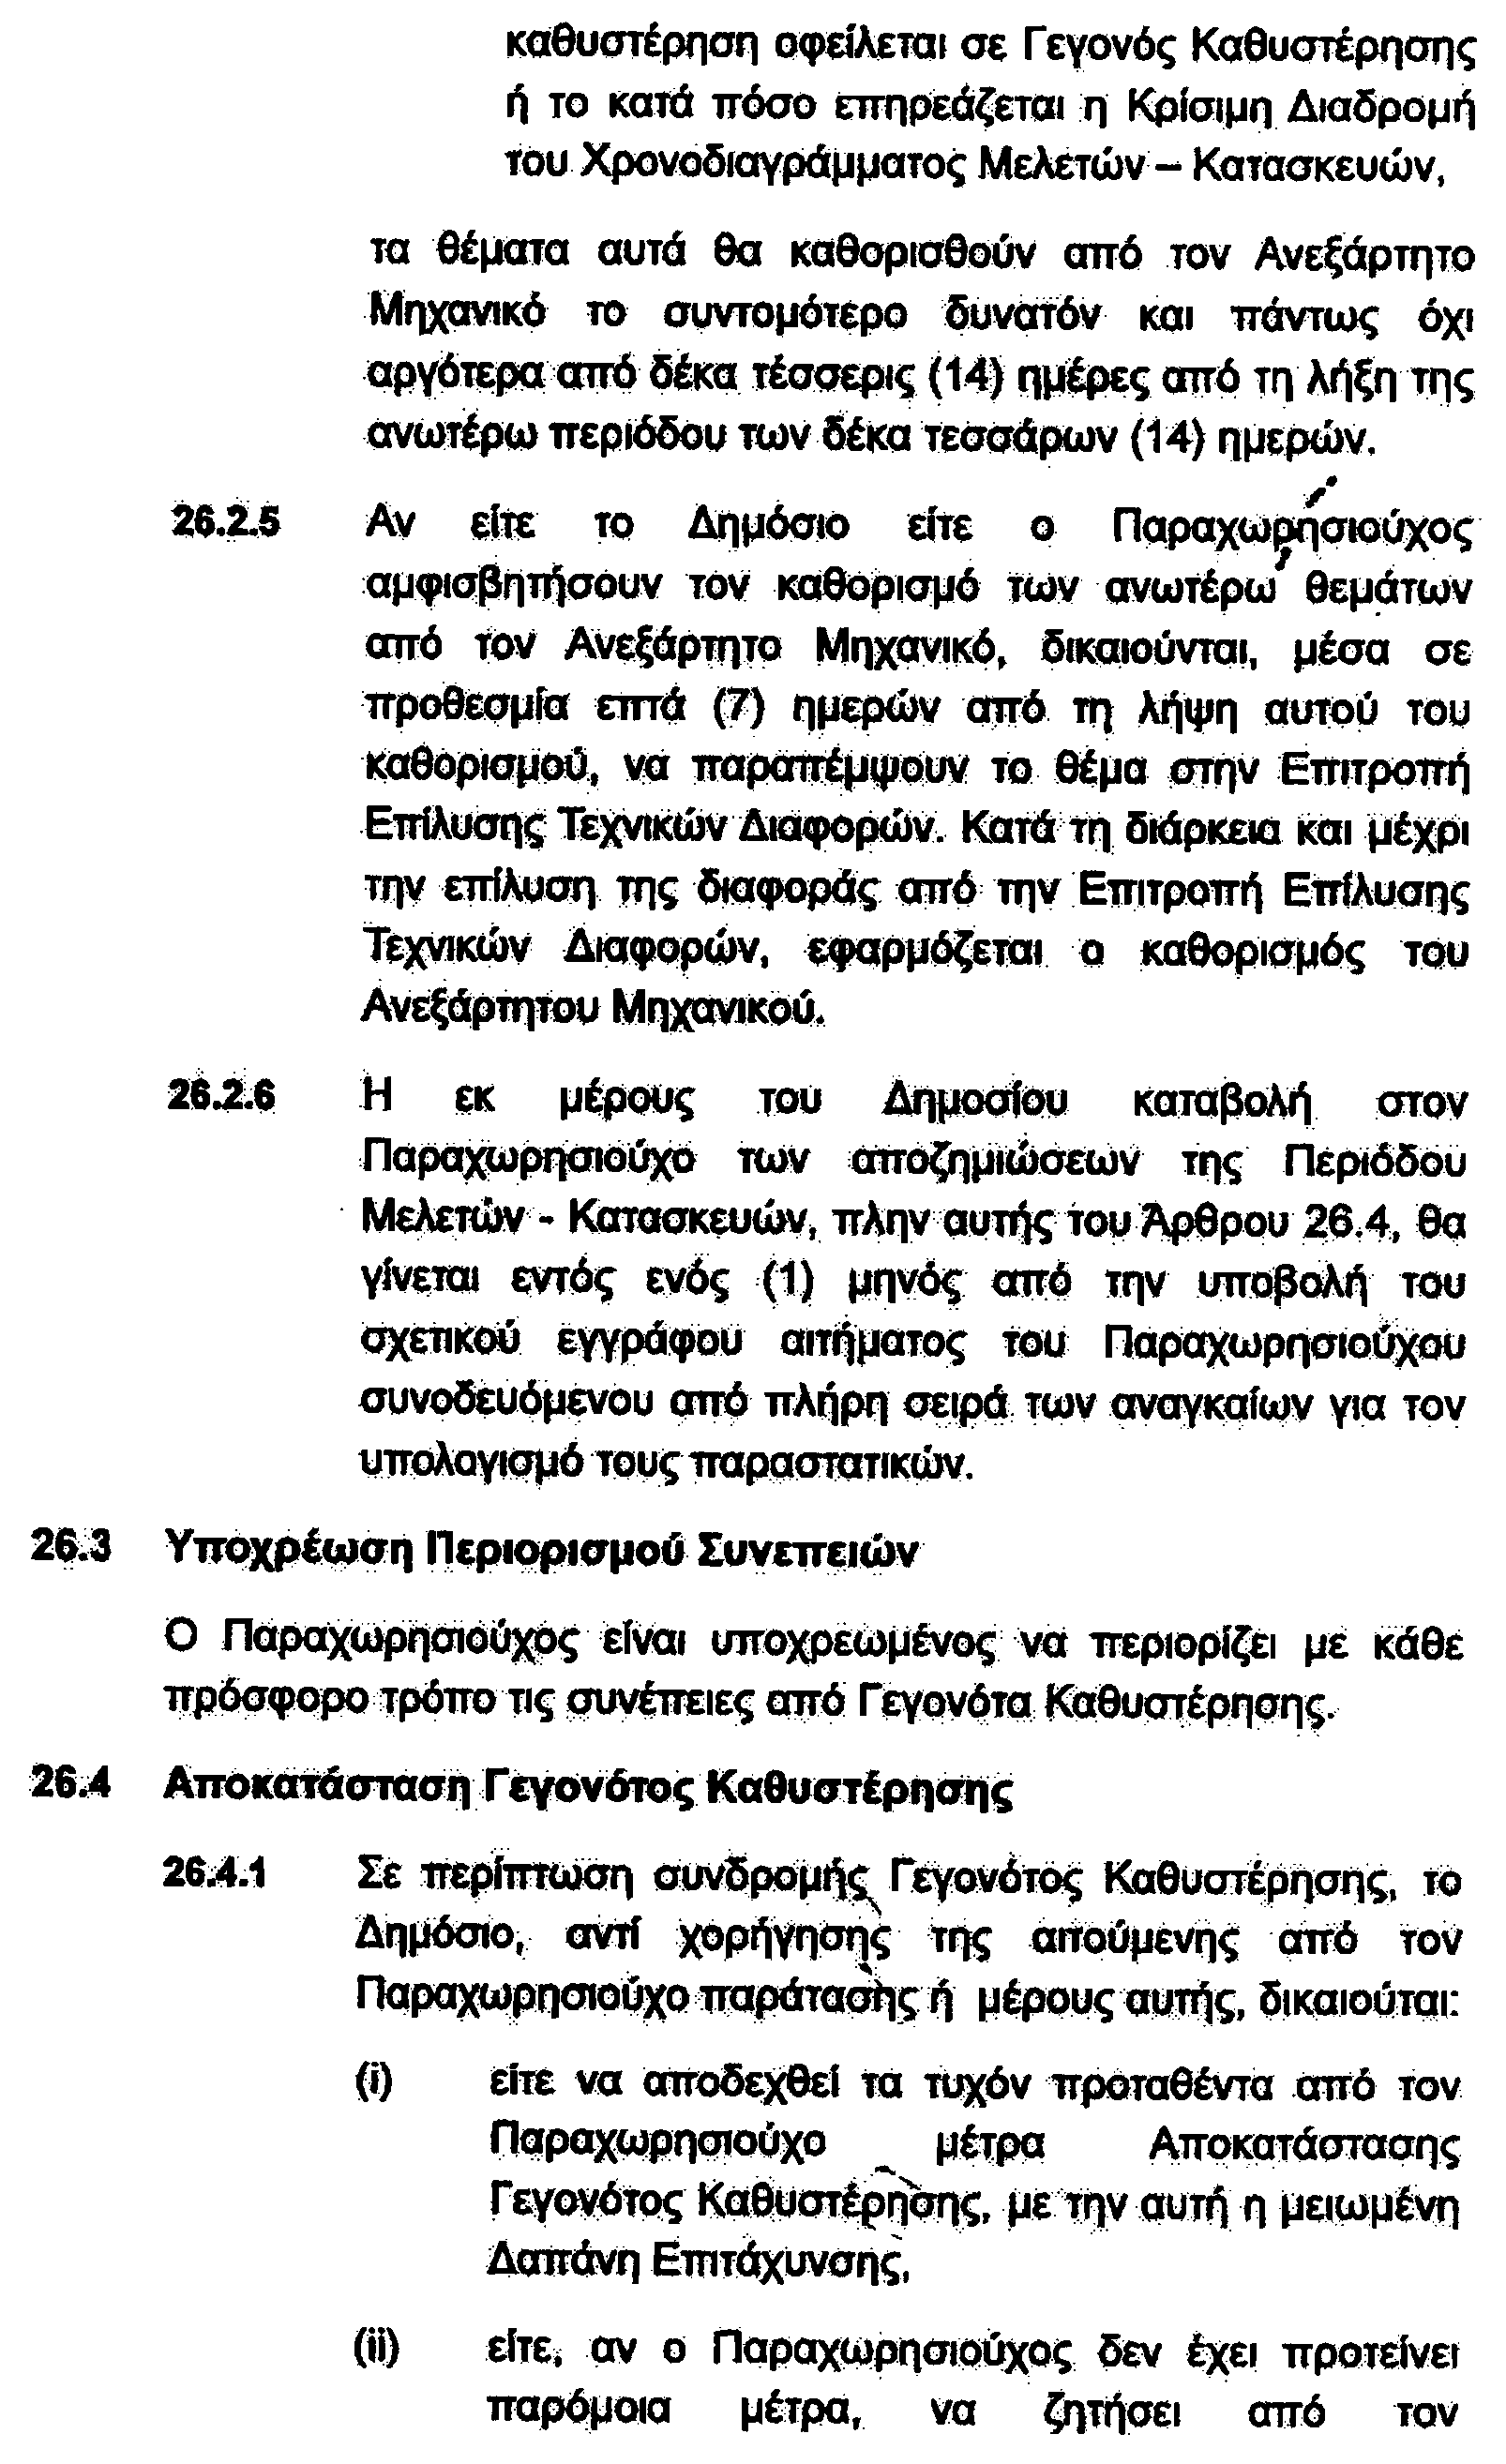 καθυστέρηση οφείλεται σε Γεγονός Καθυστέρησης
ή το κατά πόσο επηρεάζεται η Κρίσιμη Διαδρομή
του Χρονοδιαγράμματος Μελετών – Κατασκευών,
τα θέματα αυτά θα καθορισθούν από τον Ανεξάρτητο
Μηχανικό το συντομότερο δυνατόν και πάντως όχι
αργότερα από δέκα τέσσερις (14) ημέρες από τη λήξη της
ανωτέρω περιόδου των δέκα τεσσάρων (14) ημερών.
26.2.5 Αν είτε το Δημόσιο είτε ο Παραχωρησιούχος
αμφισβητήσουν τον καθορισμό των ανωτέρω θεμάτων
από τον Ανεξάρτητο Μηχανικό, δικαιούνται, μέσα σε
προθεσμία επτά (7) ημερών από τη λήψη αυτού του
καθορισμού, να παραπέμψουν το θέμα στην Επιτροπή
Επίλυσης Τεχνικών Διαφορών. Κατά τη διάρκεια και μέχρι
την επίλυση της διαφοράς από την Επιτροπή Επίλυσης
Τεχνικών Διαφορών, εφαρμόζεται ο καθορισμός του
Ανεξάρτητου Μηχανικού.
26.2.6 Η εκ μέρους του Δημοσίου καταβολή στον
Παραχωρησιούχο των αποζημιώσεων της Περιόδου
Μελετών - Κατασκευών, πλην αυτής του Άρθρου 26.4, θα
γίνεται εντός ενός (1) μηνός από την υποβολή του
σχετικού εγγράφου αιτήματος του Παραχωρησιούχου
συνοδευόμενου από πλήρη σειρά των αναγκαίων για τον
υπολογισμό τους παραστατικών.
26.3 Υποχρέωση Περιορισμού Συνεπειών
Ο Παραχωρησιούχος είναι υποχρεωμένος να περιορίζει με κάθε
πρόσφορο τρόπο τις συνέπειες από Γεγονότα Καθυστέρησης.
26.4 Αποκατάσταση Γεγονότος Καθυστέρησης
26.4.1 Σε περίπτωση συνδρομής Γεγονότος Καθυστέρησης, το
Δημόσιο, αντί χορήγησης της αιτούμενης από τον
Παραχωρησιούχο παράτασης ή μέρους αυτής, δικαιούται:
(i) είτε να αποδεχθεί τα τυχόν προταθέντα από τον
Παραχωρησιούχο μέτρα Αποκατάστασης
Γεγονότος Καθυστέρησης, με την αυτή η μειωμένη
Δαπάνη Επιτάχυνσης,
(ii) είτε, αν ο Παραχωρησιούχος δεν έχει προτείνει
παρόμοια μέτρα, να ζητήσει από τον